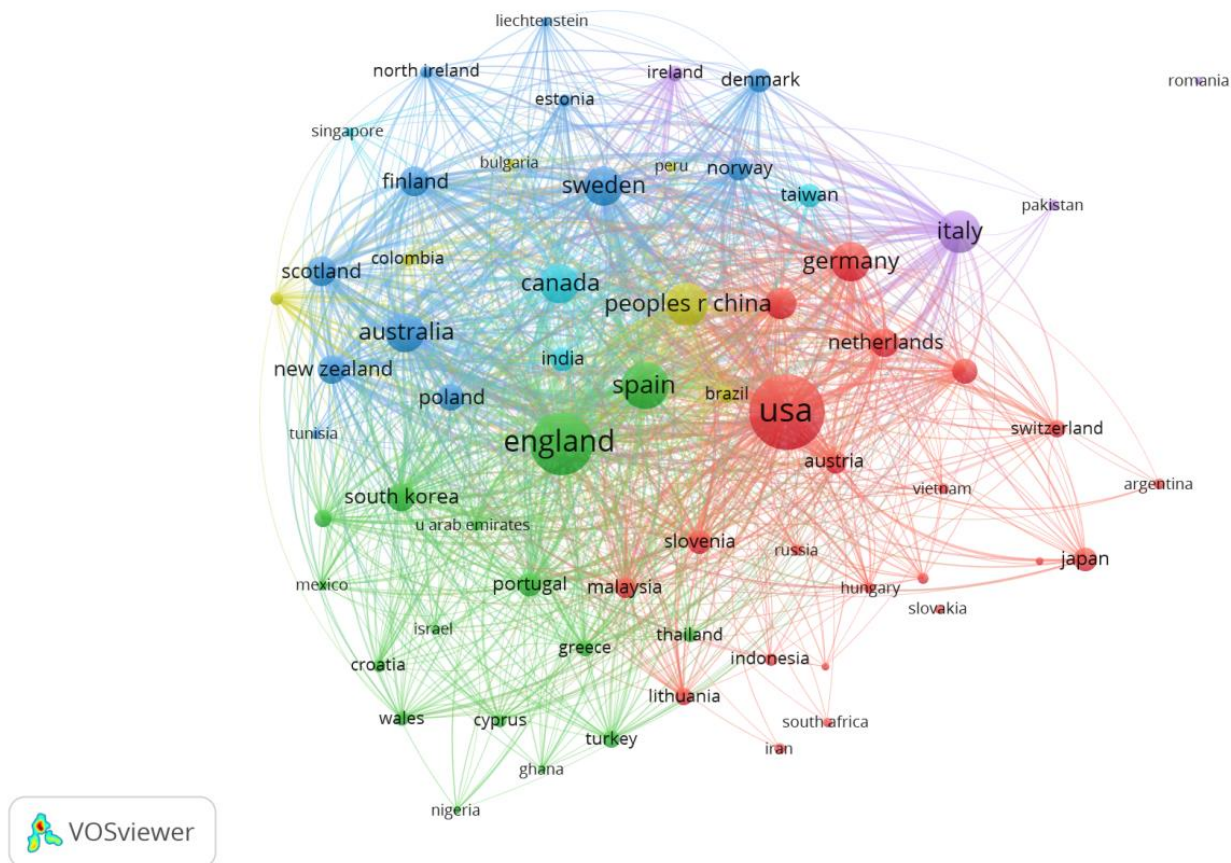 liechtenstein
north ireland
ireland
denmark
romania
estonia
singapore
bulgaria
peru
norway
finland
sweden
taiwan
pakistan
italy
colombia
scotland
germany
canada
peoples r china
australia
netherlands
india
new zealand
spain
brazil
poland
usa
tunisia
england
switzerland
austria
south korea
vietnam
argentina
u arab emirates
slovenia
russia
japan
mexico
portugal
malaysia
hungary
slovakia
israel
thailand
greece
croatia
indonesia
lithuania
wales
cyprus
south africa
turkey
iran
ghana
nigeria
VOSviewer